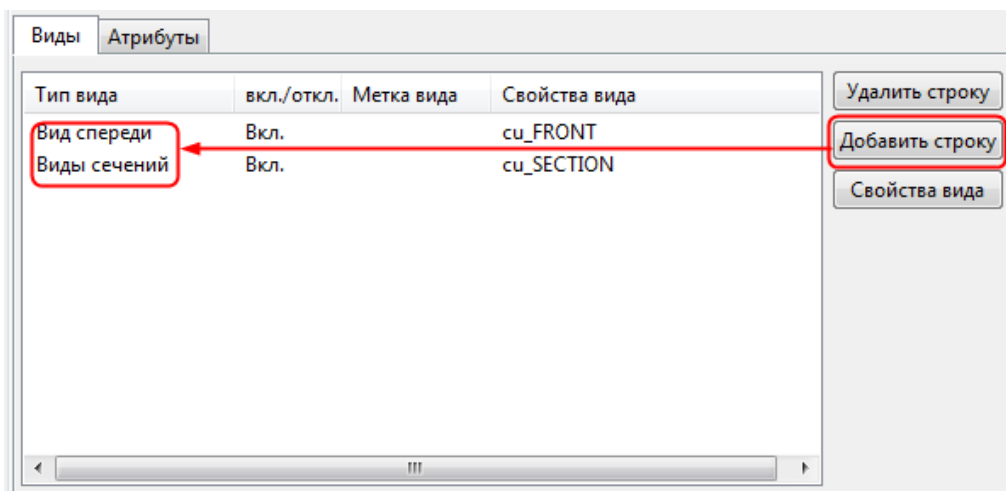 Виды Атрибуты
Тип вида вкл./откл. Метка вида Свойства вида
Вид спереди Вкл. cu_FRONT
Виды сечений Вкл. cu_SECTION
Удалить строку
Добавить строку
Свойства вида